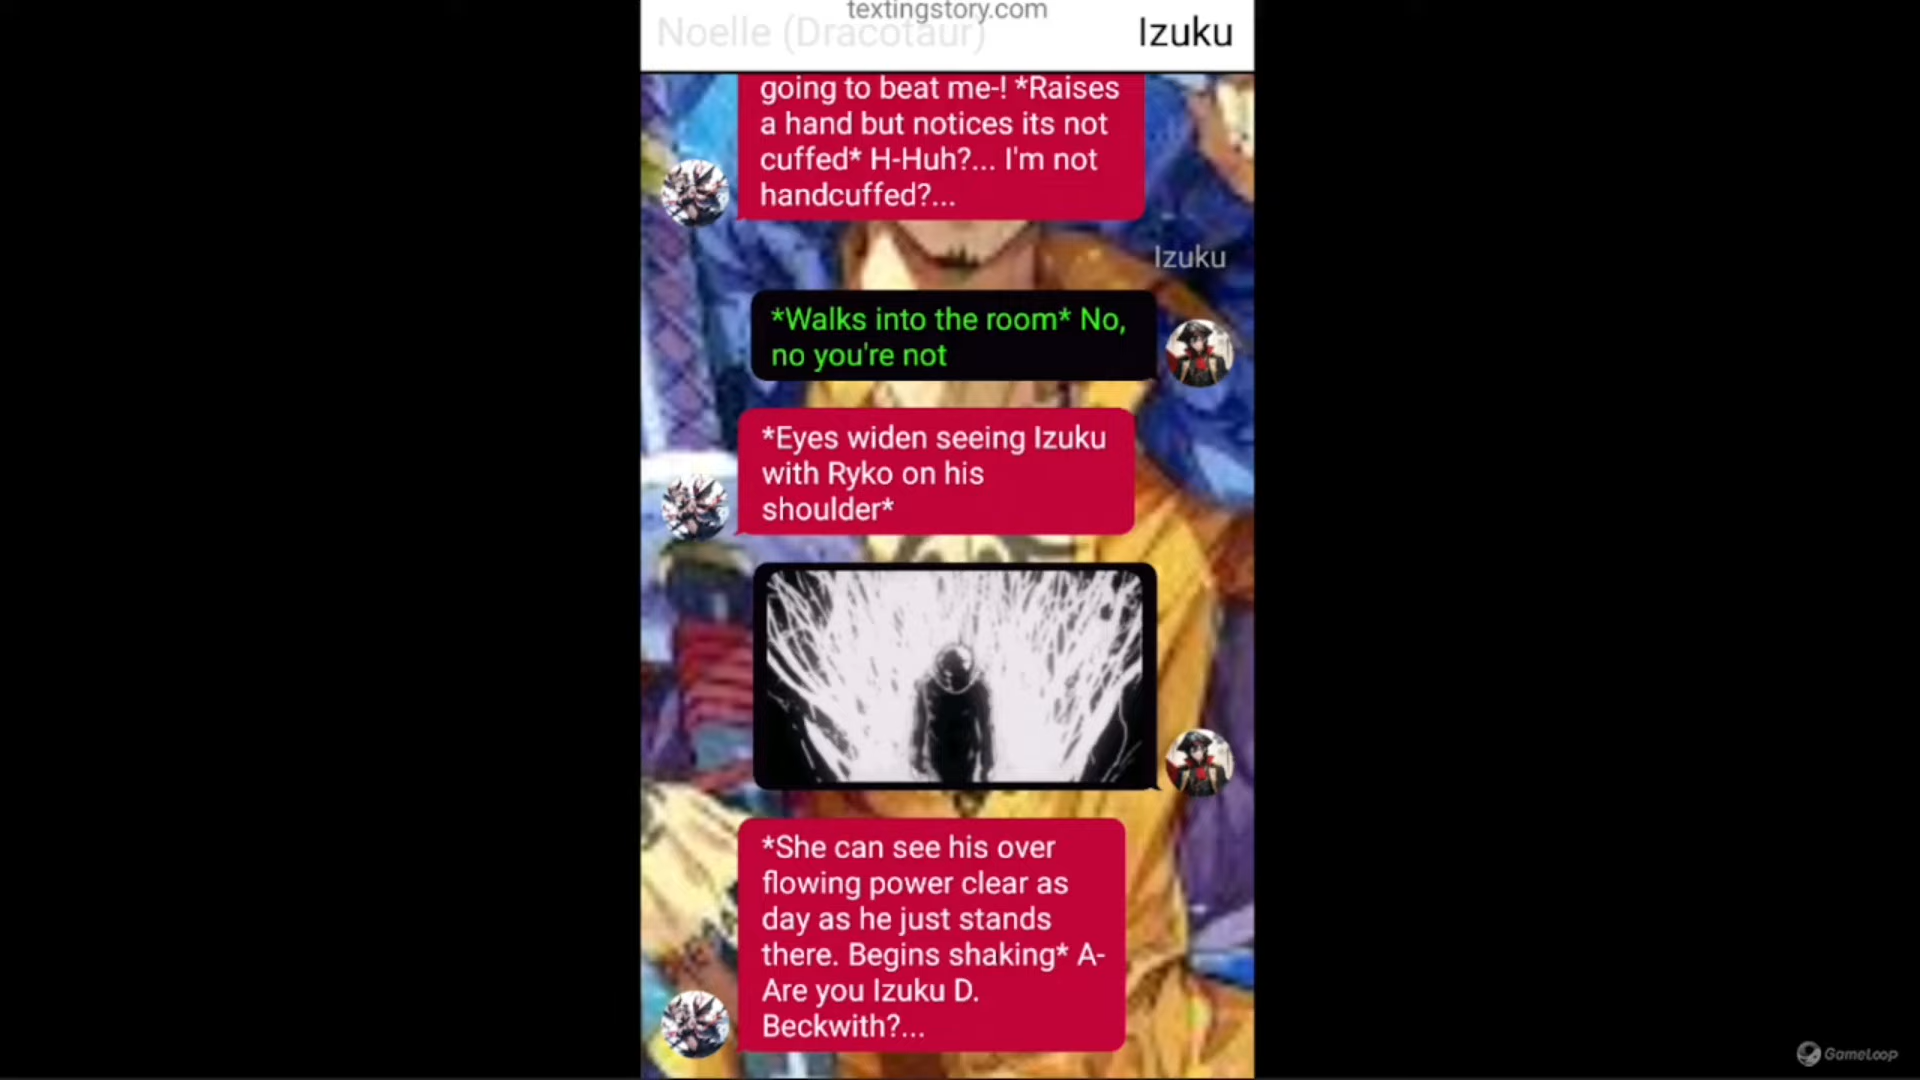 textingstory.com
Noelle (Dracotaur)
Izuku
going to beat me-! *Raises
a hand but notices its not
cuffed* H-Huh?... I'm not
handcuffed?...
Izuku
*Walks into the room* No,
no you're not
*Eyes widen seeing Izuku
with Ryko on his
shoulder*
*She can see his over
flowing power clear as
day as he just stands
there. Begins shaking* A-
Are you Izuku D.
Beckwith?...
GameLoop